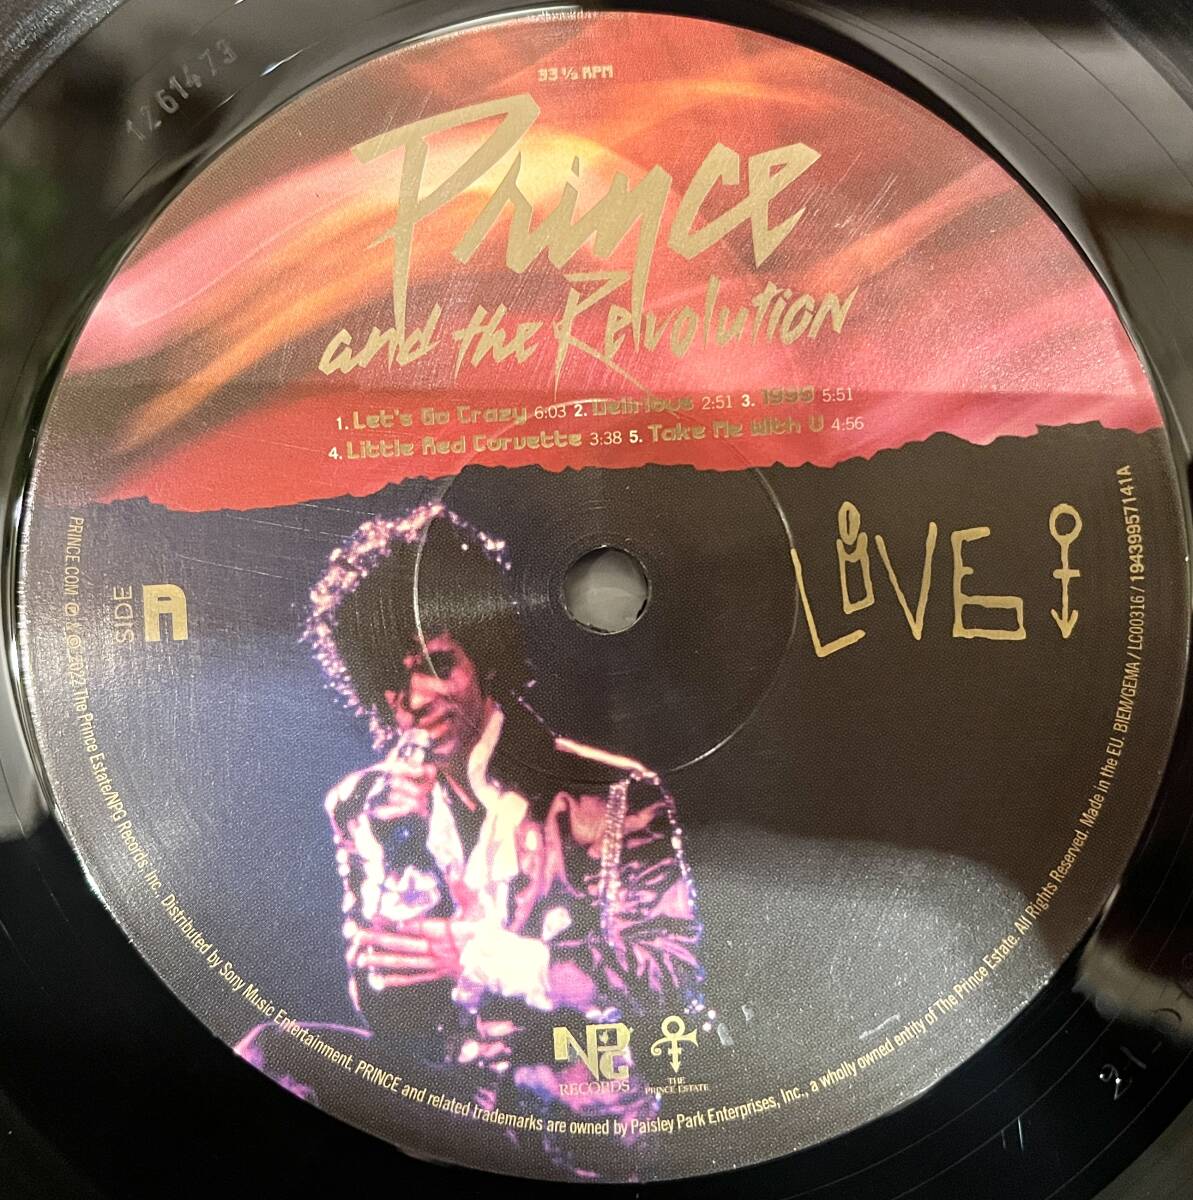 1261473
33 ⅓ RPM
Prince
and the Revolution
1. Let's Go Crazy 6:03 2. Delirious 2:51 3. 1999 5:51
4. Little Red Corvette 3:38 5. Take Me With U 4:56
LiVE
SIDE A
NPG
RECORDS
THE
PRINCE ESTATE
PRINCE.COM ℗ & © 2022 The Prince Estate/NPG Records, Inc. Distributed by Sony Music Entertainment. PRINCE and related trademarks are owned by Paisley Park Enterprises, Inc., a wholly owned entity of The Prince Estate. All Rights Reserved. Made in the EU. BIEM/GEMA / LC00316 / 19439957141A